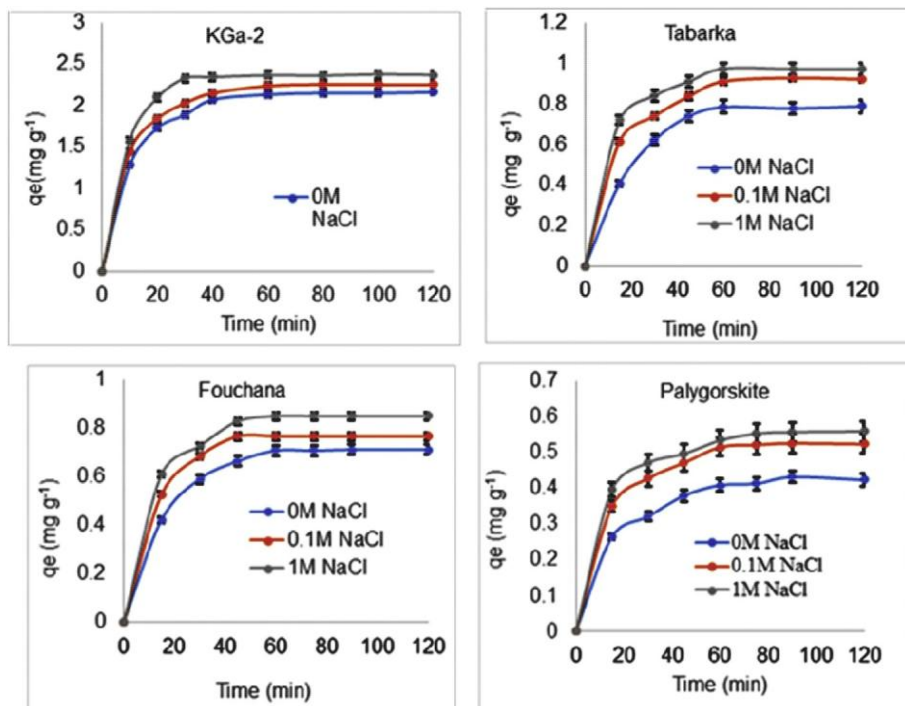 KGa-2
qe(mg g-1)
3
2.5
2
1.5
1
0.5
0
0M
NaCl
0 20 40 60 80 100 120
Time (min)
Tabarka
qe (mg g-1)
1.2
1
0.8
0.6
0.4
0.2
0
0M NaCl
0.1M NaCl
1M NaCl
0 20 40 60 80 100 120
Time (min)
Fouchana
qe (mg g-1)
1
0.8
0.6
0.4
0.2
0
0M NaCl
0.1M NaCl
1M NaCl
0 20 40 60 80 100 120
Time (min)
Palygorskite
qe (mg g-1)
0.7
0.6
0.5
0.4
0.3
0.2
0.1
0
0M NaCl
0.1M NaCl
1M NaCl
0 20 40 60 80 100 120
Time (min)